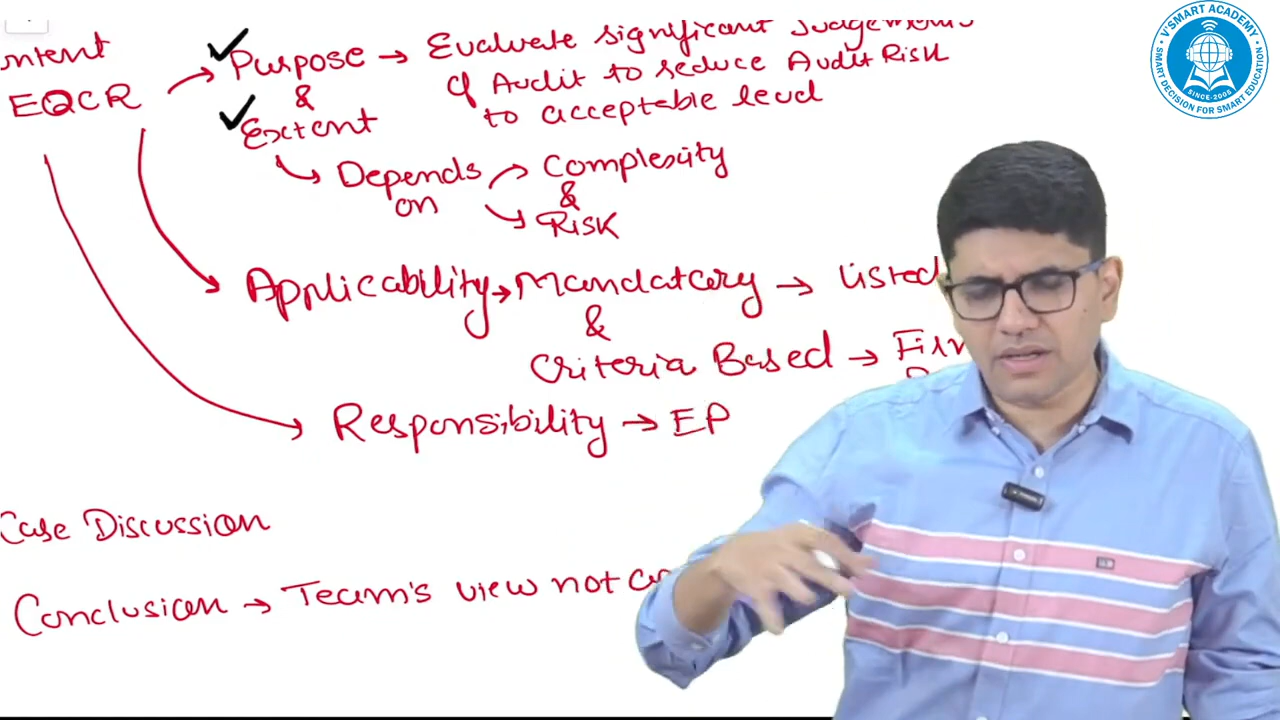 Purpose → Evaluate significant
EQCR & of Audit to reduce Audit Risk
Extent to acceptable level
Depends on Complexity
&
Risk
Applicability → Mandatory → Listed
&
Criteria Based →
Responsibility → EP
Case Discussion
Conclusion → Team's view not
V'SMART ACADEMY
SINCE-2005
SMART DECISION FOR SMART EDUCATION